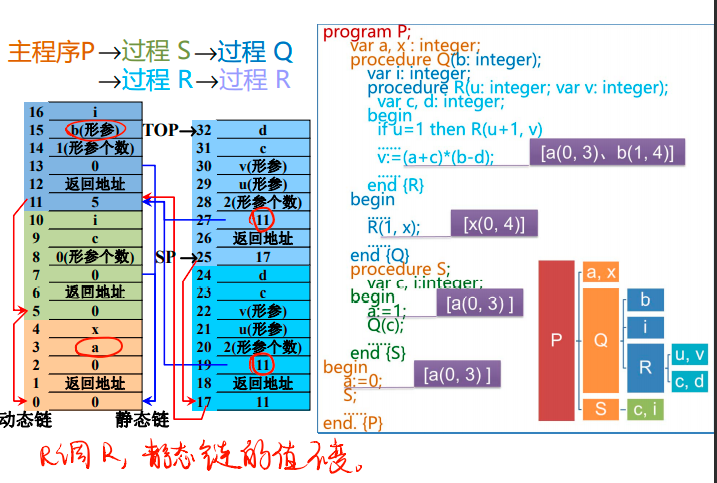 主程序P→过程 S→过程 Q
→过程 R→过程 R
16 i
15 b(形参)
14 1(形参个数)
13 0
12 返回地址
11 5
10 i
9 c
8 0(形参个数)
7 0
6 返回地址
5 0
4 x
3 a
2 0
1 返回地址
0 0
动态链 静态链
TOP→32 d
31 c
30 v(形参)
29 u(形参)
28 2(形参个数)
27 11
26 返回地址
SP→25 17
24 d
23 c
22 v(形参)
21 u(形参)
20 2(形参个数)
19 11
18 返回地址
17 11
R调R，静态链的值不变。
program P;
var a, x : integer;
procedure Q(b: integer);
var i: integer;
procedure R(u: integer; var v: integer);
var c, d: integer;
begin
if u=1 then R(u+1, v)
......
v:=(a+c)*(b-d); [a(0, 3)、b(1, 4)]
......
end {R}
begin
......
R(1, x); [x(0, 4)]
......
end {Q}
procedure S;
var c, i:integer;
begin
a:=1; [a(0, 3) ]
Q(c);
......
end {S}
begin
a:=0; [a(0, 3) ]
S;
......
end. {P}
P
a, x
Q
b
i
R
u, v
c, d
S
c, i